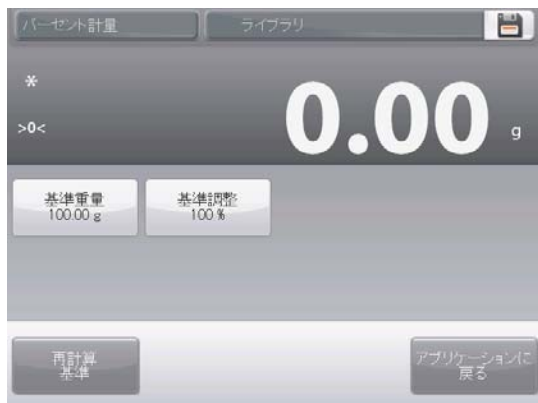 パーセント計量 ライブラリ
*
>0<
0.00 g
基準重量 基準調整
100.00 g 100 %
再計算 アプリケーションに
基準 戻る